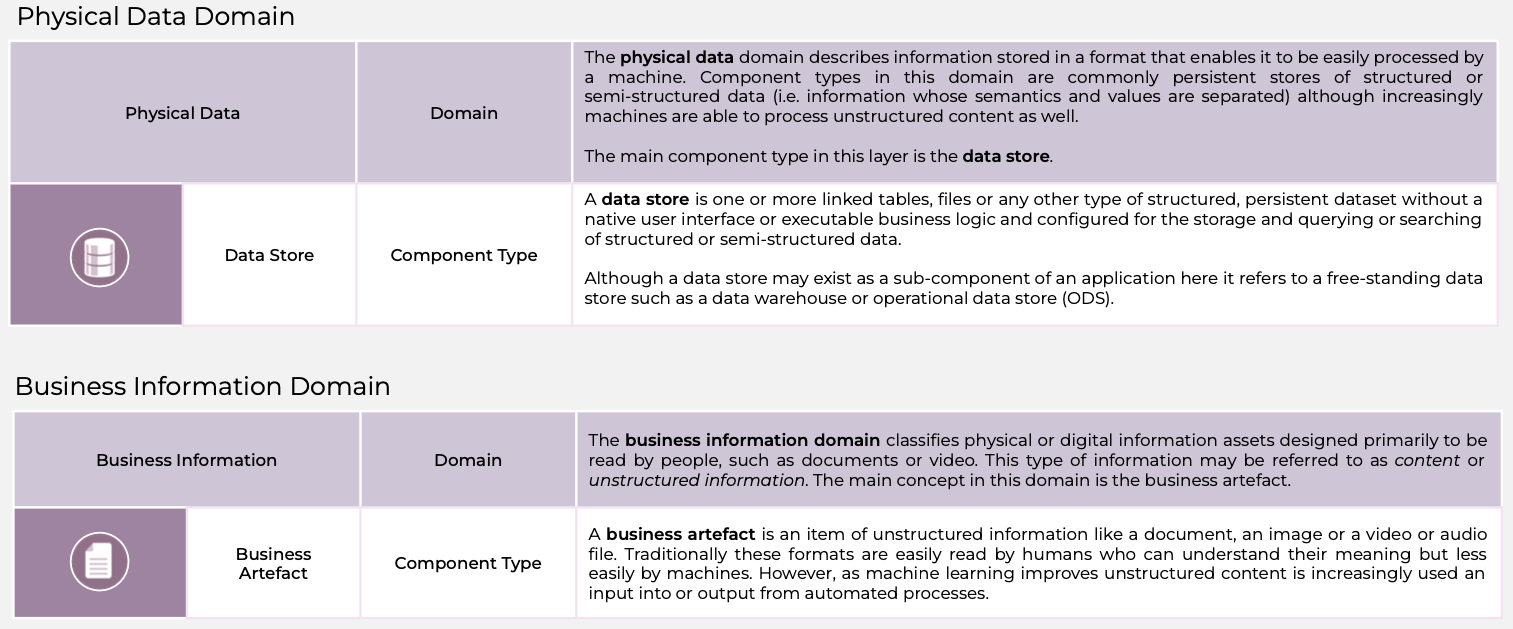 Physical Data Domain
Physical Data
Domain
The physical data domain describes information stored in a format that enables it to be easily processed by
a machine. Component types in this domain are commonly persistent stores of structured or
semi-structured data (i.e. information whose semantics and values are separated) although increasingly
machines are able to process unstructured content as well.
The main component type in this layer is the data store.
Data Store
Component Type
A data store is one or more linked tables, files or any other type of structured, persistent dataset without a
native user interface or executable business logic and configured for the storage and querying or searching
of structured or semi-structured data.
Although a data store may exist as a sub-component of an application here it refers to a free-standing data
store such as a data warehouse or operational data store (ODS).
Business Information Domain
Business Information
Domain
The business information domain classifies physical or digital information assets designed primarily to be
read by people, such as documents or video. This type of information may be referred to as content or
unstructured information. The main concept in this domain is the business artefact.
Business
Artefact
Component Type
A business artefact is an item of unstructured information like a document, an image or a video or audio
file. Traditionally these formats are easily read by humans who can understand their meaning but less
easily by machines. However, as machine learning improves unstructured content is increasingly used an
input into or output from automated processes.